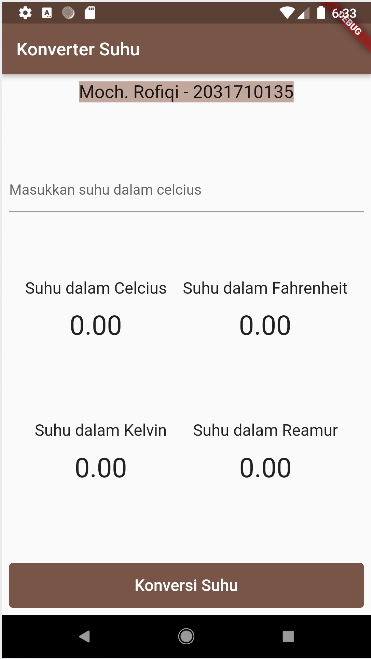 6:33
DEBUG
Konverter Suhu
Moch. Rofiqi - 2031710135
Masukkan suhu dalam celcius
Suhu dalam Celcius Suhu dalam Fahrenheit
0.00 0.00
Suhu dalam Kelvin Suhu dalam Reamur
0.00 0.00
Konversi Suhu